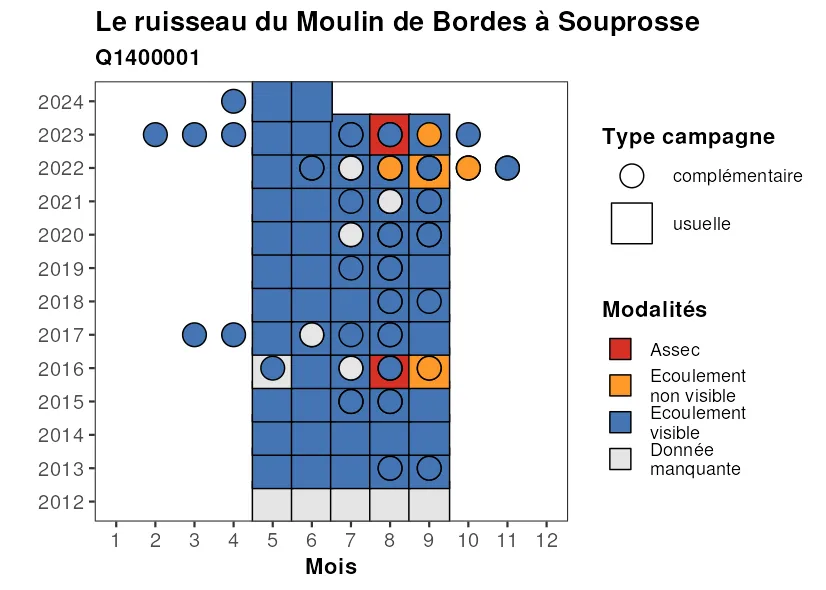 Le ruisseau du Moulin de Bordes à Souprosse
Q1400001
2024
2023
2022
2021
2020
2019
2018
2017
2016
2015
2014
2013
2012
1 2 3 4 5 6 7 8 9 10 11 12
Mois
Type campagne
complémentaire
usuelle
Modalités
Assec
Ecoulement
non visible
Ecoulement
visible
Donnée
manquante